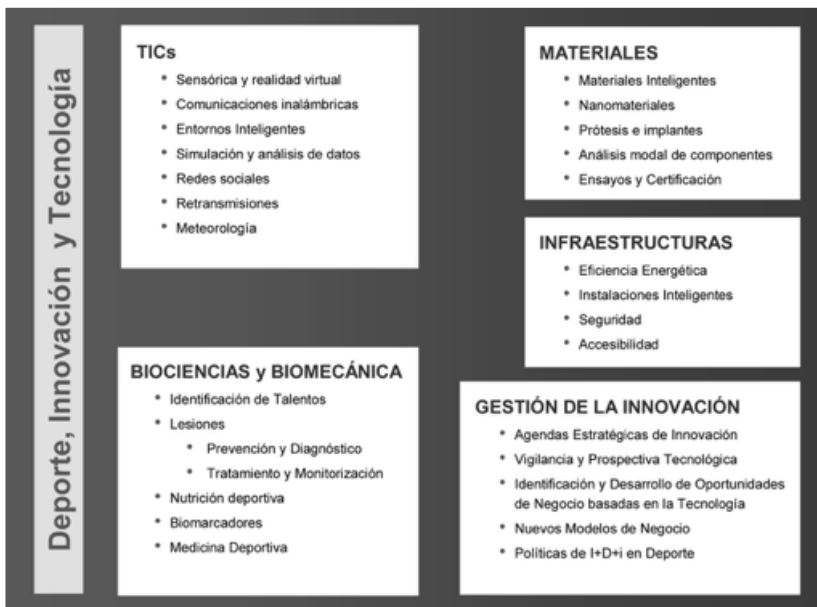 Deporte, Innovación y Tecnología
TICs
* Sensórica y realidad virtual
* Comunicaciones inalámbricas
* Entornos Inteligentes
* Simulación y análisis de datos
* Redes sociales
* Retransmisiones
* Meteorología
BIOCIENCIAS y BIOMECÁNICA
* Identificación de Talentos
* Lesiones
* Prevención y Diagnóstico
* Tratamiento y Monitorización
* Nutrición deportiva
* Biomarcadores
* Medicina Deportiva
MATERIALES
* Materiales Inteligentes
* Nanomateriales
* Prótesis e implantes
* Análisis modal de componentes
* Ensayos y Certificación
INFRAESTRUCTURAS
* Eficiencia Energética
* Instalaciones Inteligentes
* Seguridad
* Accesibilidad
GESTIÓN DE LA INNOVACIÓN
* Agendas Estratégicas de Innovación
* Vigilancia y Prospectiva Tecnológica
* Identificación y Desarrollo de Oportunidades
de Negocio basadas en la Tecnología
* Nuevos Modelos de Negocio
* Políticas de I+D+i en Deporte